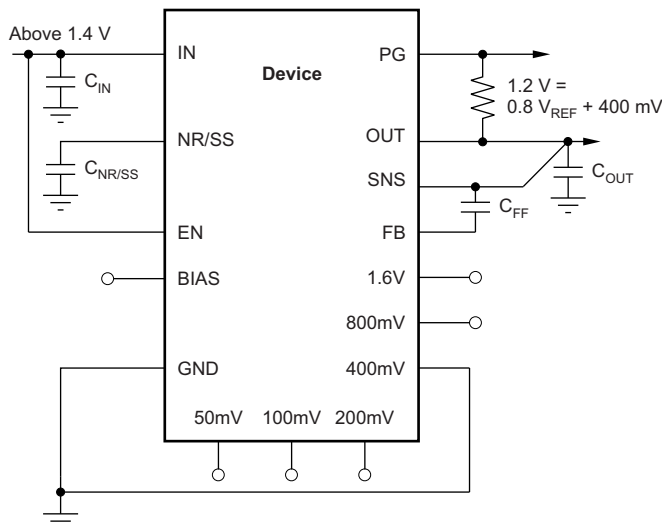 Above 1.4 V
IN
PG
C_IN
Device
1.2 V =
0.8 V_REF + 400 mV
NR/SS
OUT
C_NR/SS
SNS
C_OUT
C_FF
EN
FB
BIAS
1.6V
800mV
GND
400mV
50mV 100mV 200mV